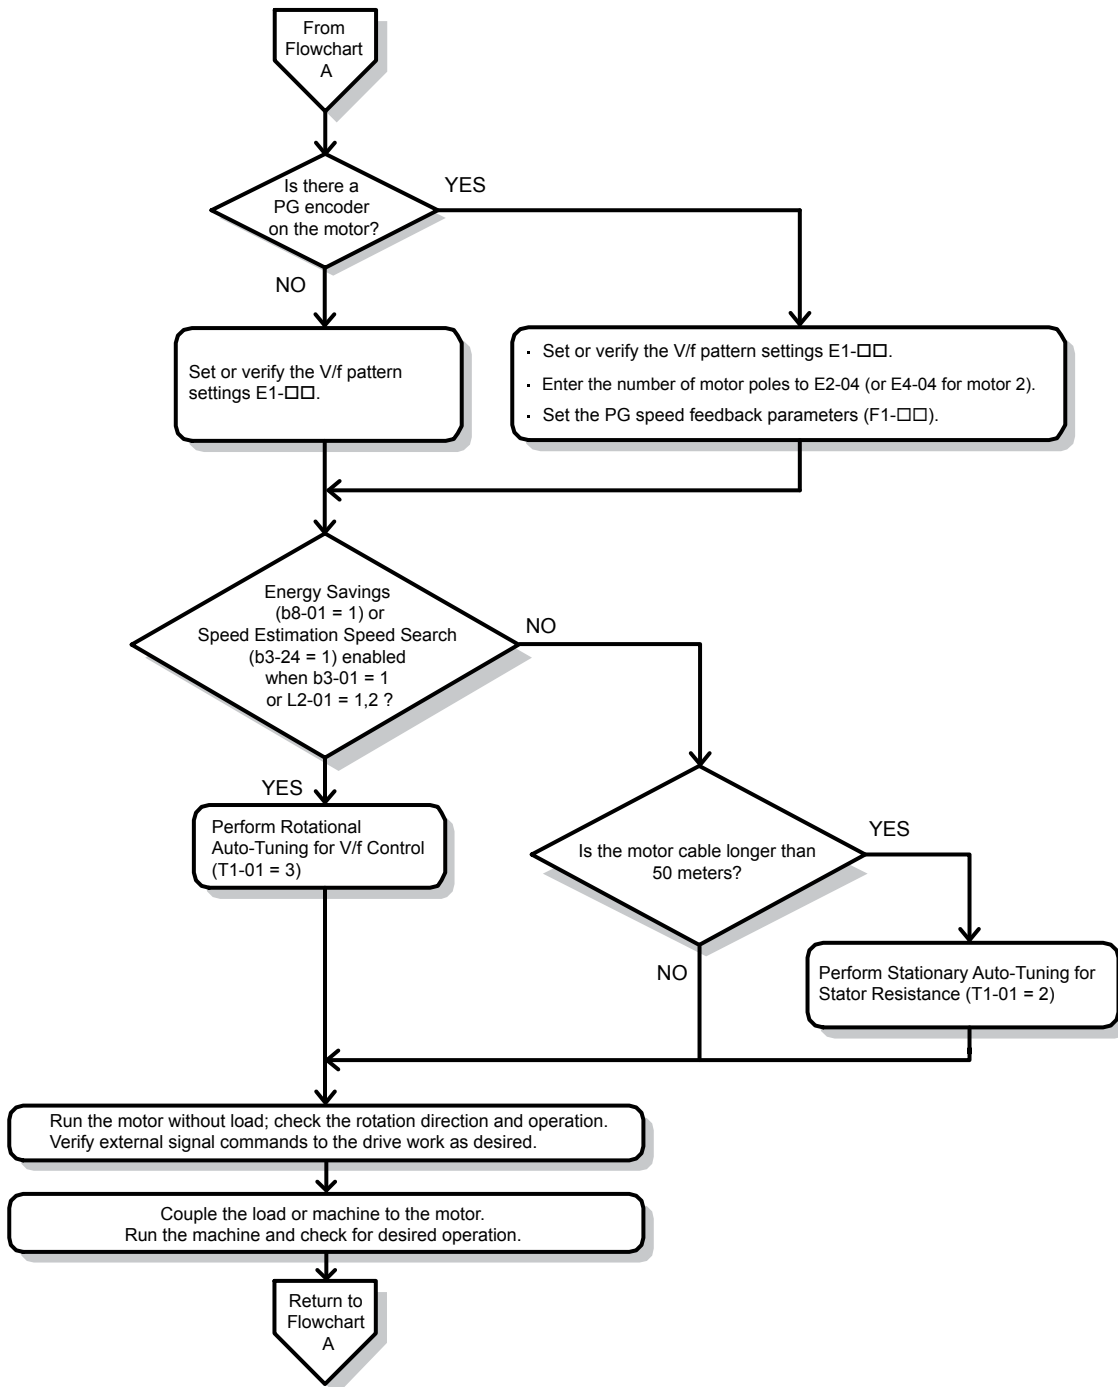 From
Flowchart
A
Is there a
PG encoder
on the motor?
YES
NO
Set or verify the V/f pattern
settings E1-□□.
· Set or verify the V/f pattern settings E1-□□.
· Enter the number of motor poles to E2-04 (or E4-04 for motor 2).
· Set the PG speed feedback parameters (F1-□□).
Energy Savings
(b8-01 = 1) or
Speed Estimation Speed Search
(b3-24 = 1) enabled
when b3-01 = 1
or L2-01 = 1,2 ?
NO
YES
Perform Rotational
Auto-Tuning for V/f Control
(T1-01 = 3)
Is the motor cable longer than
50 meters?
YES
NO
Perform Stationary Auto-Tuning for
Stator Resistance (T1-01 = 2)
Run the motor without load; check the rotation direction and operation.
Verify external signal commands to the drive work as desired.
Couple the load or machine to the motor.
Run the machine and check for desired operation.
Return to
Flowchart
A